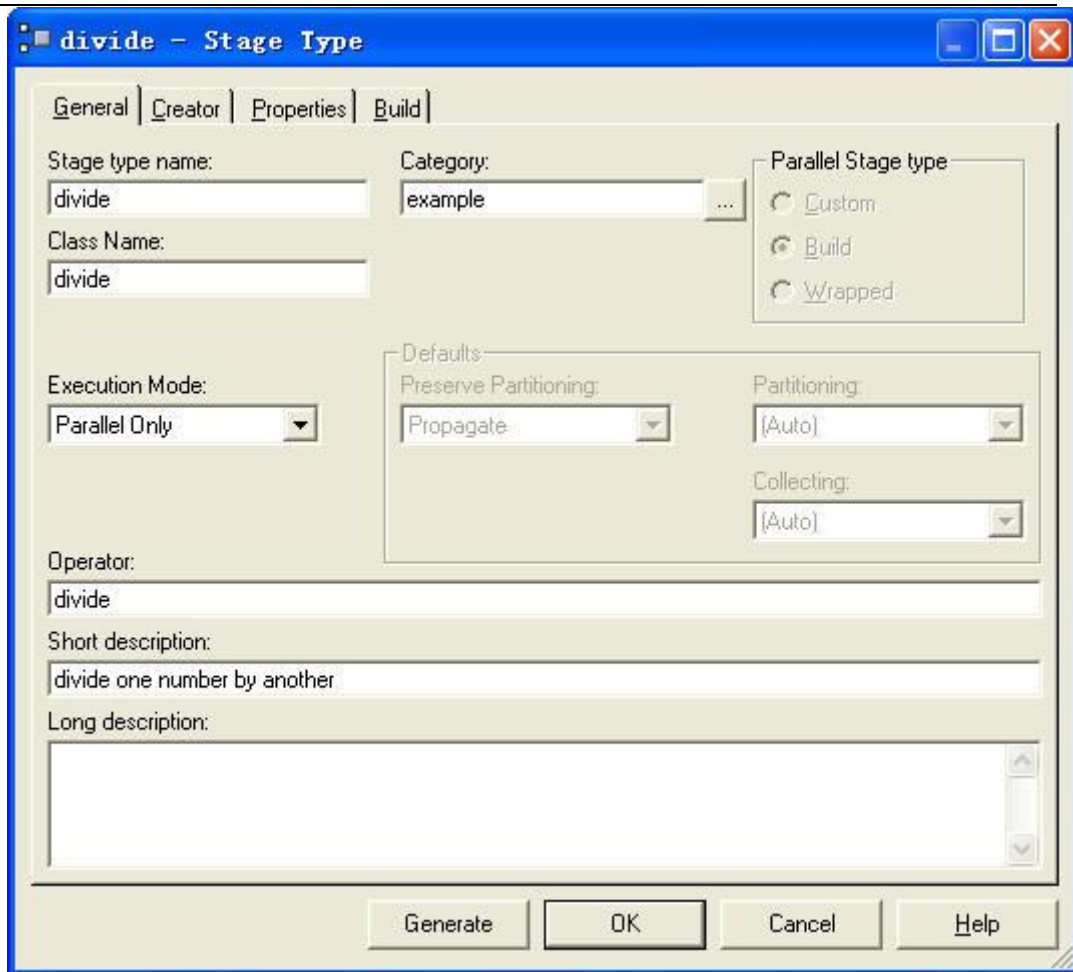 divide - Stage Type
General Creator Properties Build
Stage type name: Category: Parallel Stage type
divide example ... Custom
Class Name: Build
divide Wrapped
Defaults
Execution Mode: Preserve Partitioning: Partitioning:
Parallel Only Propagate (Auto)
Collecting:
(Auto)
Operator:
divide
Short description:
divide one number by another
Long description:
Generate OK Cancel Help